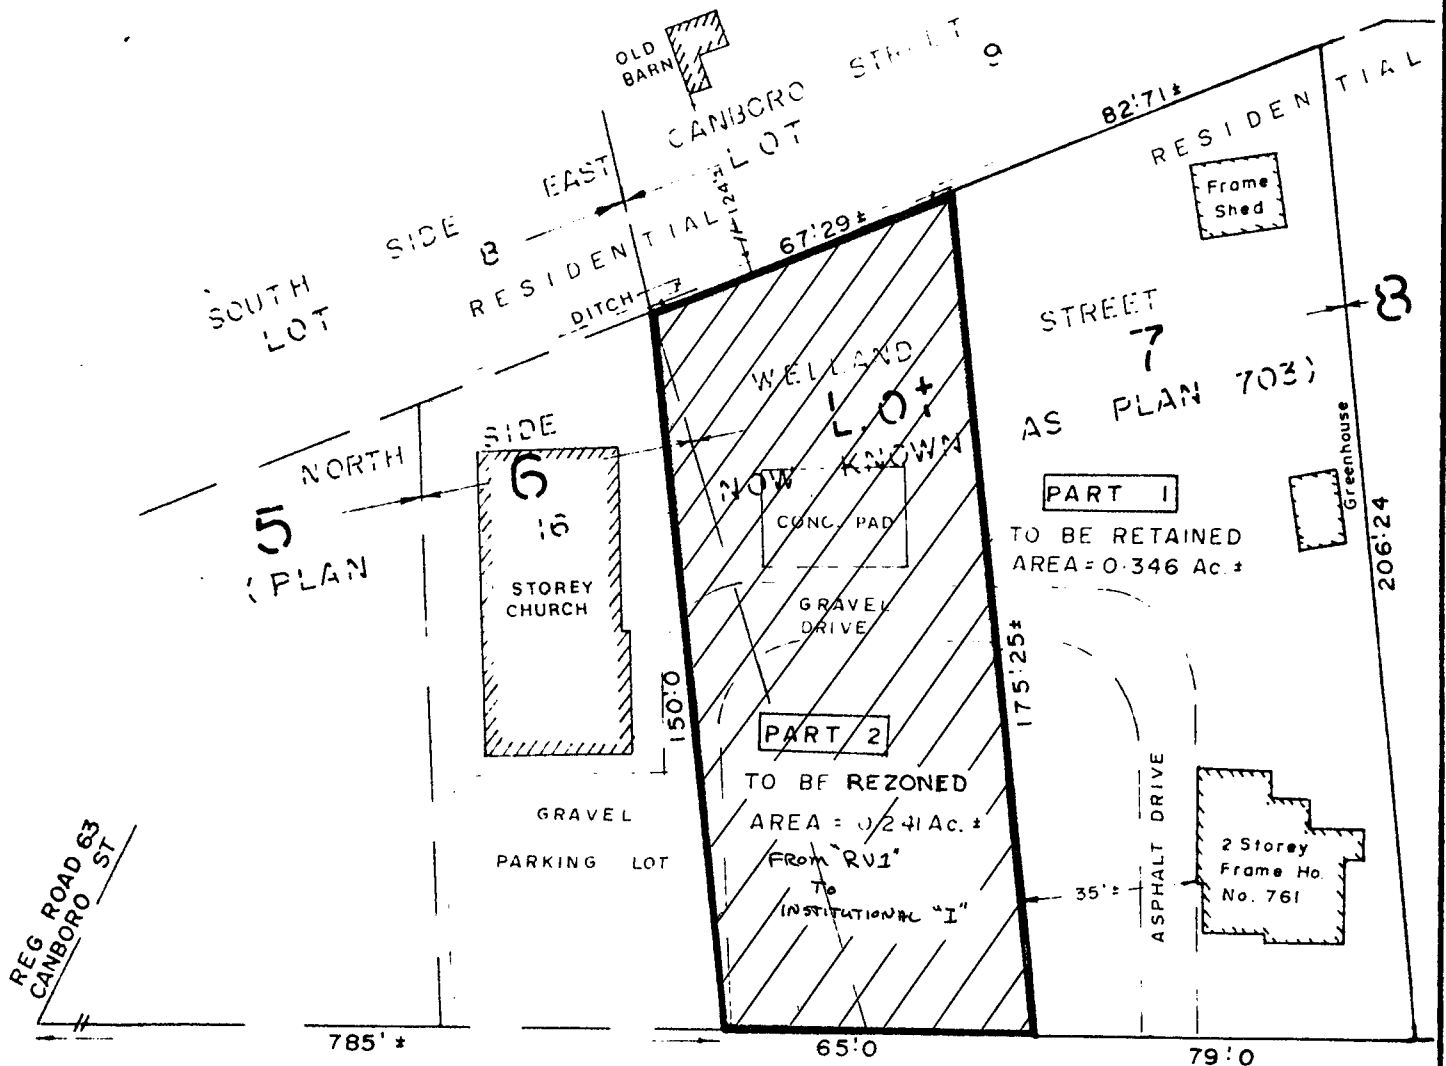 OLD
BARN
SOUTH SIDE EAST CANBORO STREET
LOT 8 LOT 9
RESIDENTIAL
DITCH
124'±
67'29±
82'71±
RESIDENTIAL
Frame
Shed
NORTH SIDE WELLAND STREET
5 6 Lot 7 8
(PLAN 16 NOW KNOWN AS PLAN 703)
STOREY
CHURCH
CONC. PAD
GRAVEL
DRIVE
PART 1
TO BE RETAINED
AREA = 0.346 Ac. ±
Greenhouse
206'24
150'0
175'25±
PART 2
TO BE REZONED
AREA = 0.241 Ac. ±
FROM "RV1"
TO
INSTITUTIONAL "I"
GRAVEL
PARKING LOT
35'±
ASPHALT DRIVE
2 Storey
Frame Ho.
No. 761
REG ROAD 63
CANBORO ST
785' ±
65'0
79'0